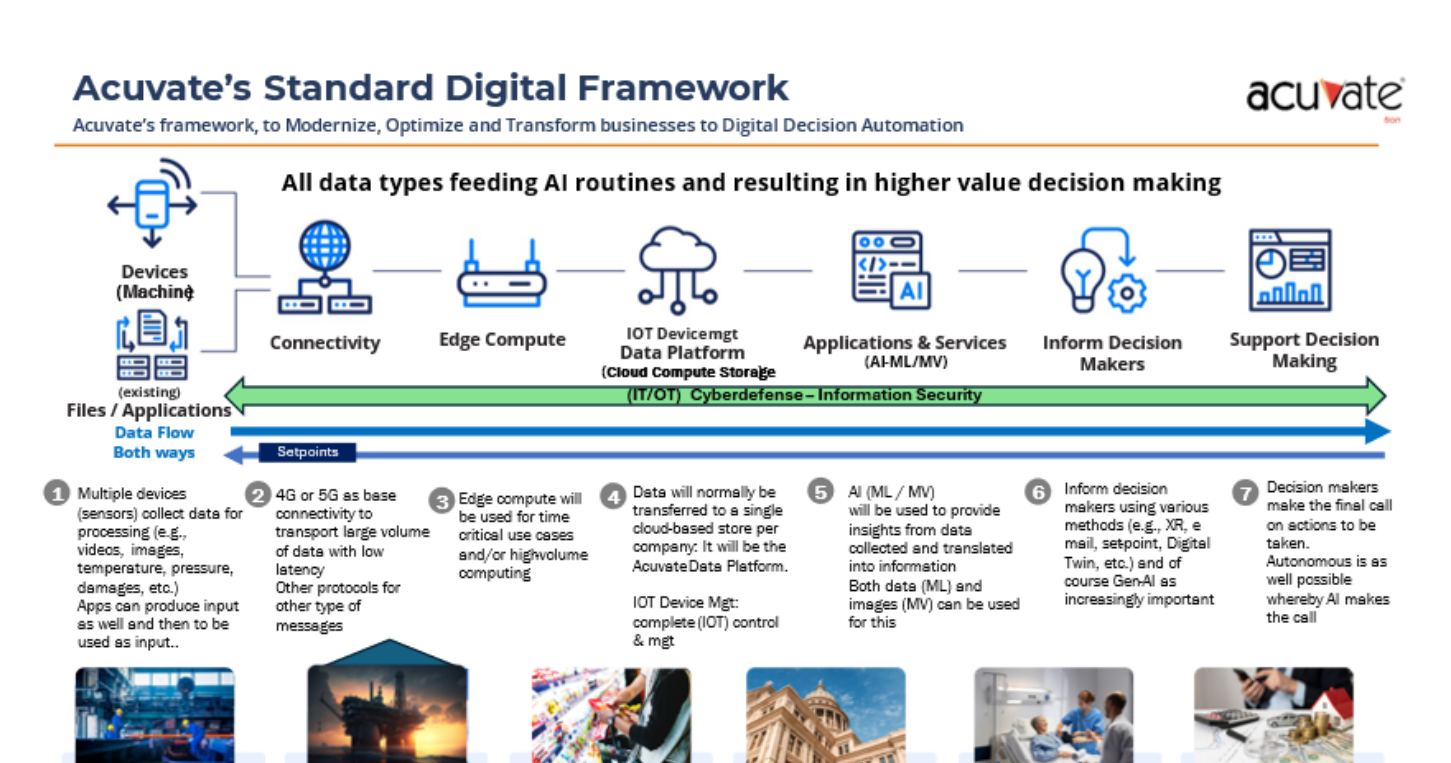 Acuvate's Standard Digital Framework
Acuvate's framework, to Modernize, Optimize and Transform businesses to Digital Decision Automation
acuvate
tion
All data types feeding AI routines and resulting in higher value decision making
Devices
(Machine)
(existing)
Files / Applications
Connectivity
Edge Compute
IOT Devicemgt
Data Platform
(Cloud Compute Storage
AI
Applications & Services
(AI-ML/MV)
Inform Decision
Makers
Support Decision
Making
(IT/OT) Cyberdefense – Information Security
Data Flow
Both ways
Setpoints
1
Multiple devices
(sensors) collect data for
processing (e.g.,
videos, images,
temperature, pressure,
damages, etc.)
Apps can produce input
as well and then to be
used as input..
2
4G or 5G as base
connectivity to
transport large volume
of data with low
latency
Other protocols for
other type of
messages
3
Edge compute will
be used for time
critical use cases
and/or high-volume
computing
4
Data will normally be
transferred to a single
cloud-based store per
company: It will be the
Acuvate Data Platform.
IOT Device Mgt:
complete (IOT) control
& mgt
5
AI (ML / MV)
will be used to provide
insights from data
collected and translated
into information
Both data (ML) and
images (MV) can be used
for this
6
Inform decision
makers using various
methods (e.g., XR, e
mail, set-point, Digital
Twin, etc.) and of
course Gen-AI as
increasingly important
7
Decision makers
make the final call
on actions to be
taken.
Autonomous is as
well possible
whereby AI makes
the call